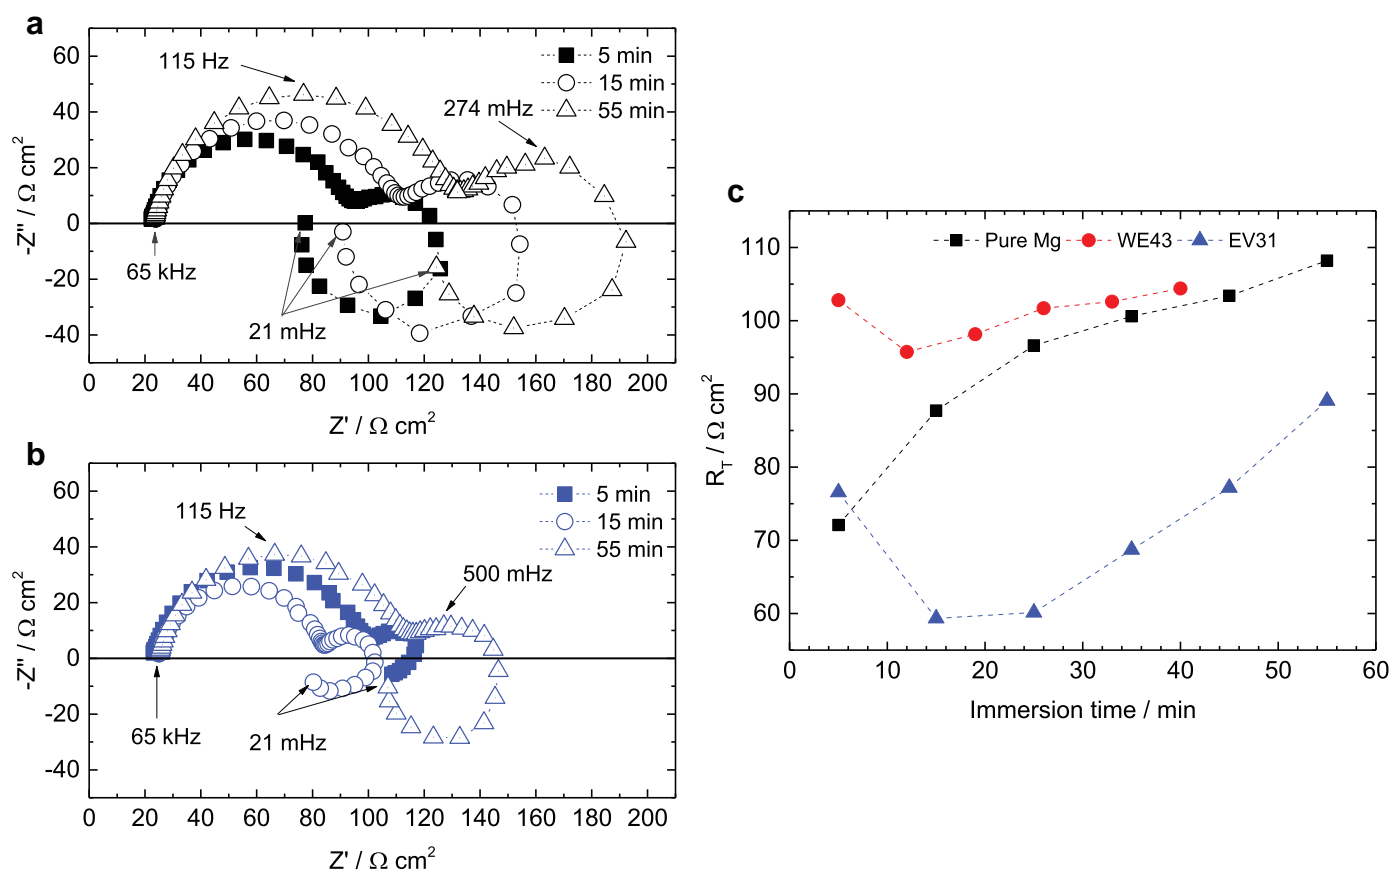 a
60
40
20
0
-20
-40
-Z" / Ω cm²
5 min
15 min
55 min
115 Hz
274 mHz
65 kHz
21 mHz
0 20 40 60 80 100 120 140 160 180 200
Z' / Ω cm²
b
60
40
20
0
-20
-40
-Z" / Ω cm²
5 min
15 min
55 min
115 Hz
500 mHz
65 kHz
21 mHz
0 20 40 60 80 100 120 140 160 180 200
Z' / Ω cm²
c
Pure Mg WE43 EV31
110
100
90
80
70
60
R_T / Ω cm²
0 10 20 30 40 50 60
Immersion time / min